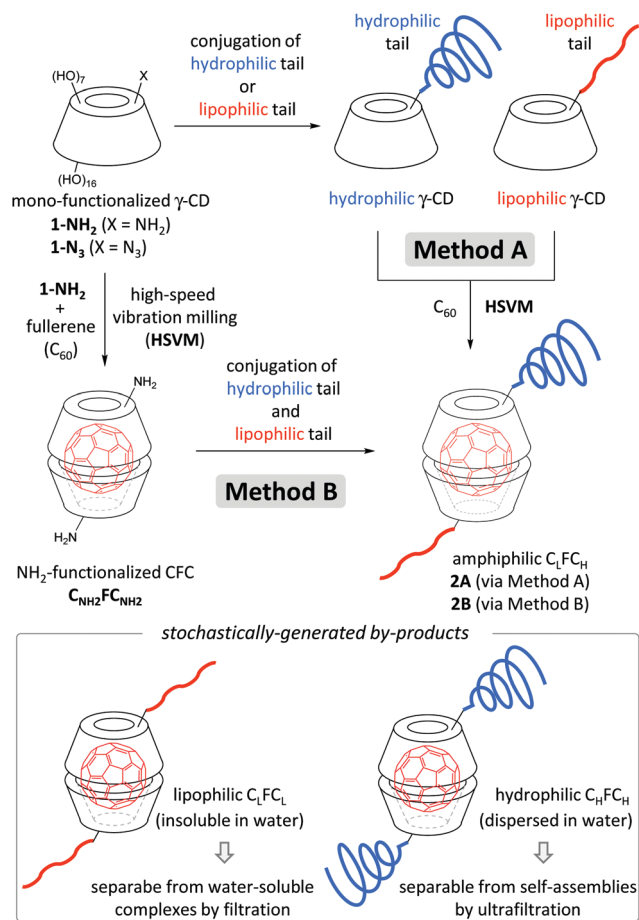 conjugation of
hydrophilic tail
or
lipophilic tail
hydrophilic
tail
lipophilic
tail
(HO)₇
X
(HO)₁₆
mono-functionalized γ-CD
1-NH₂ (X = NH₂)
1-N₃ (X = N₃)
hydrophilic γ-CD
lipophilic γ-CD
Method A
C₆₀
HSVM
1-NH₂
+
fullerene
(C₆₀)
high-speed
vibration milling
(HSVM)
NH₂
H₂N
NH₂-functionalized CFC
C_NH2FC_NH2
conjugation of
hydrophilic tail
and
lipophilic tail
Method B
amphiphilic C_LFC_H
2A (via Method A)
2B (via Method B)
stochastically-generated by-products
lipophilic C_LFC_L
(insoluble in water)
separabe from water-soluble
complexes by filtration
hydrophilic C_HFC_H
(dispersed in water)
separable from self-assemblies
by ultrafiltration